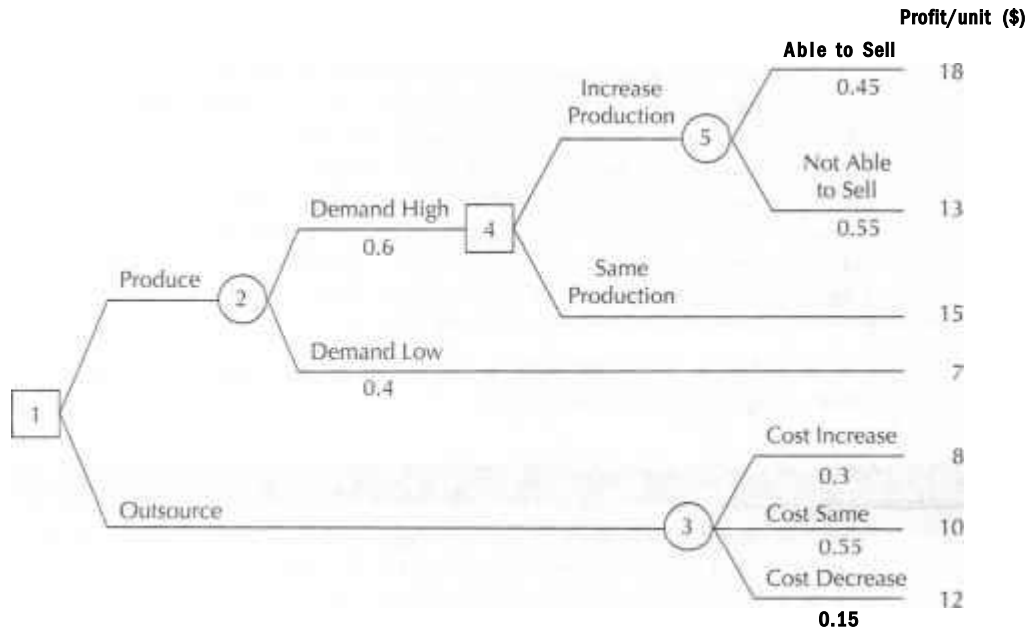 Profit/unit ($)
Able to Sell
18
0.45
Increase
Production
5
Not Able
to Sell
13
0.55
Demand High
0.6
4
Same
Production
15
Produce
2
Demand Low
7
0.4
1
Cost Increase
8
0.3
Outsource
3
Cost Same
10
0.55
Cost Decrease
12
0.15